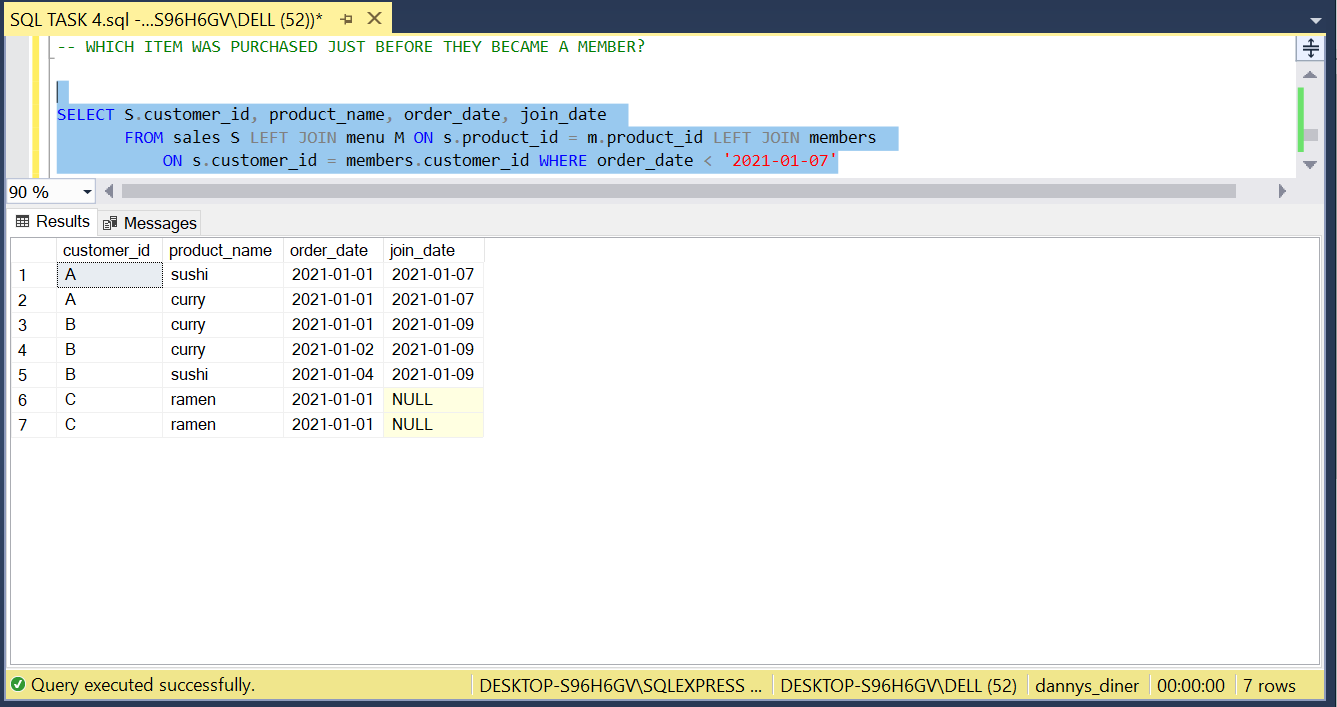 SQL TASK 4.sql -...S96H6GV\DELL (52))*
-- WHICH ITEM WAS PURCHASED JUST BEFORE THEY BECAME A MEMBER?
SELECT S.customer_id, product_name, order_date, join_date
FROM sales S LEFT JOIN menu M ON s.product_id = m.product_id LEFT JOIN members
ON s.customer_id = members.customer_id WHERE order_date < '2021-01-07'
90 %
Results Messages
customer_id product_name order_date join_date
1 A sushi 2021-01-01 2021-01-07
2 A curry 2021-01-01 2021-01-07
3 B curry 2021-01-01 2021-01-09
4 B curry 2021-01-02 2021-01-09
5 B sushi 2021-01-04 2021-01-09
6 C ramen 2021-01-01 NULL
7 C ramen 2021-01-01 NULL
Query executed successfully. DESKTOP-S96H6GV\SQLEXPRESS ... DESKTOP-S96H6GV\DELL (52) dannys_diner 00:00:00 7 rows